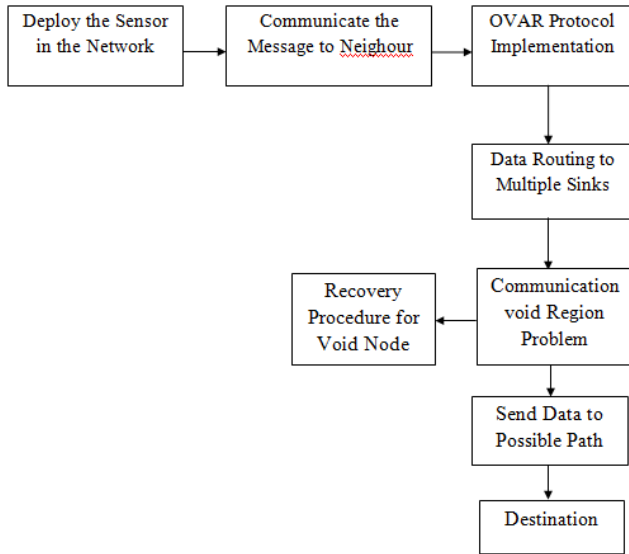 Deploy the Sensor
in the Network
Communicate the
Message to Neighour
OVAR Protocol
Implementation
Data Routing to
Multiple Sinks
Communication
void Region
Problem
Recovery
Procedure for
Void Node
Send Data to
Possible Path
Destination